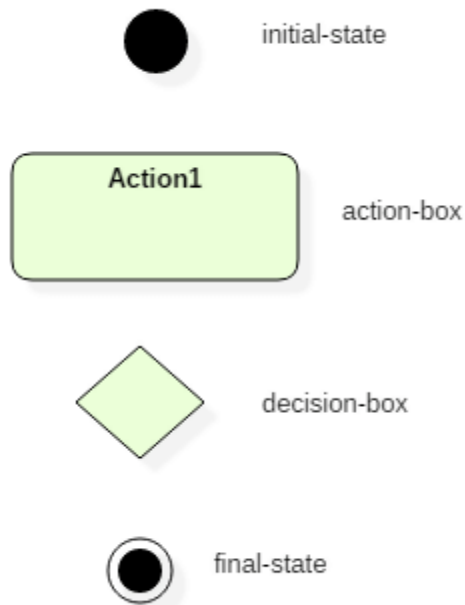 initial-state
Action1
action-box
decision-box
final-state